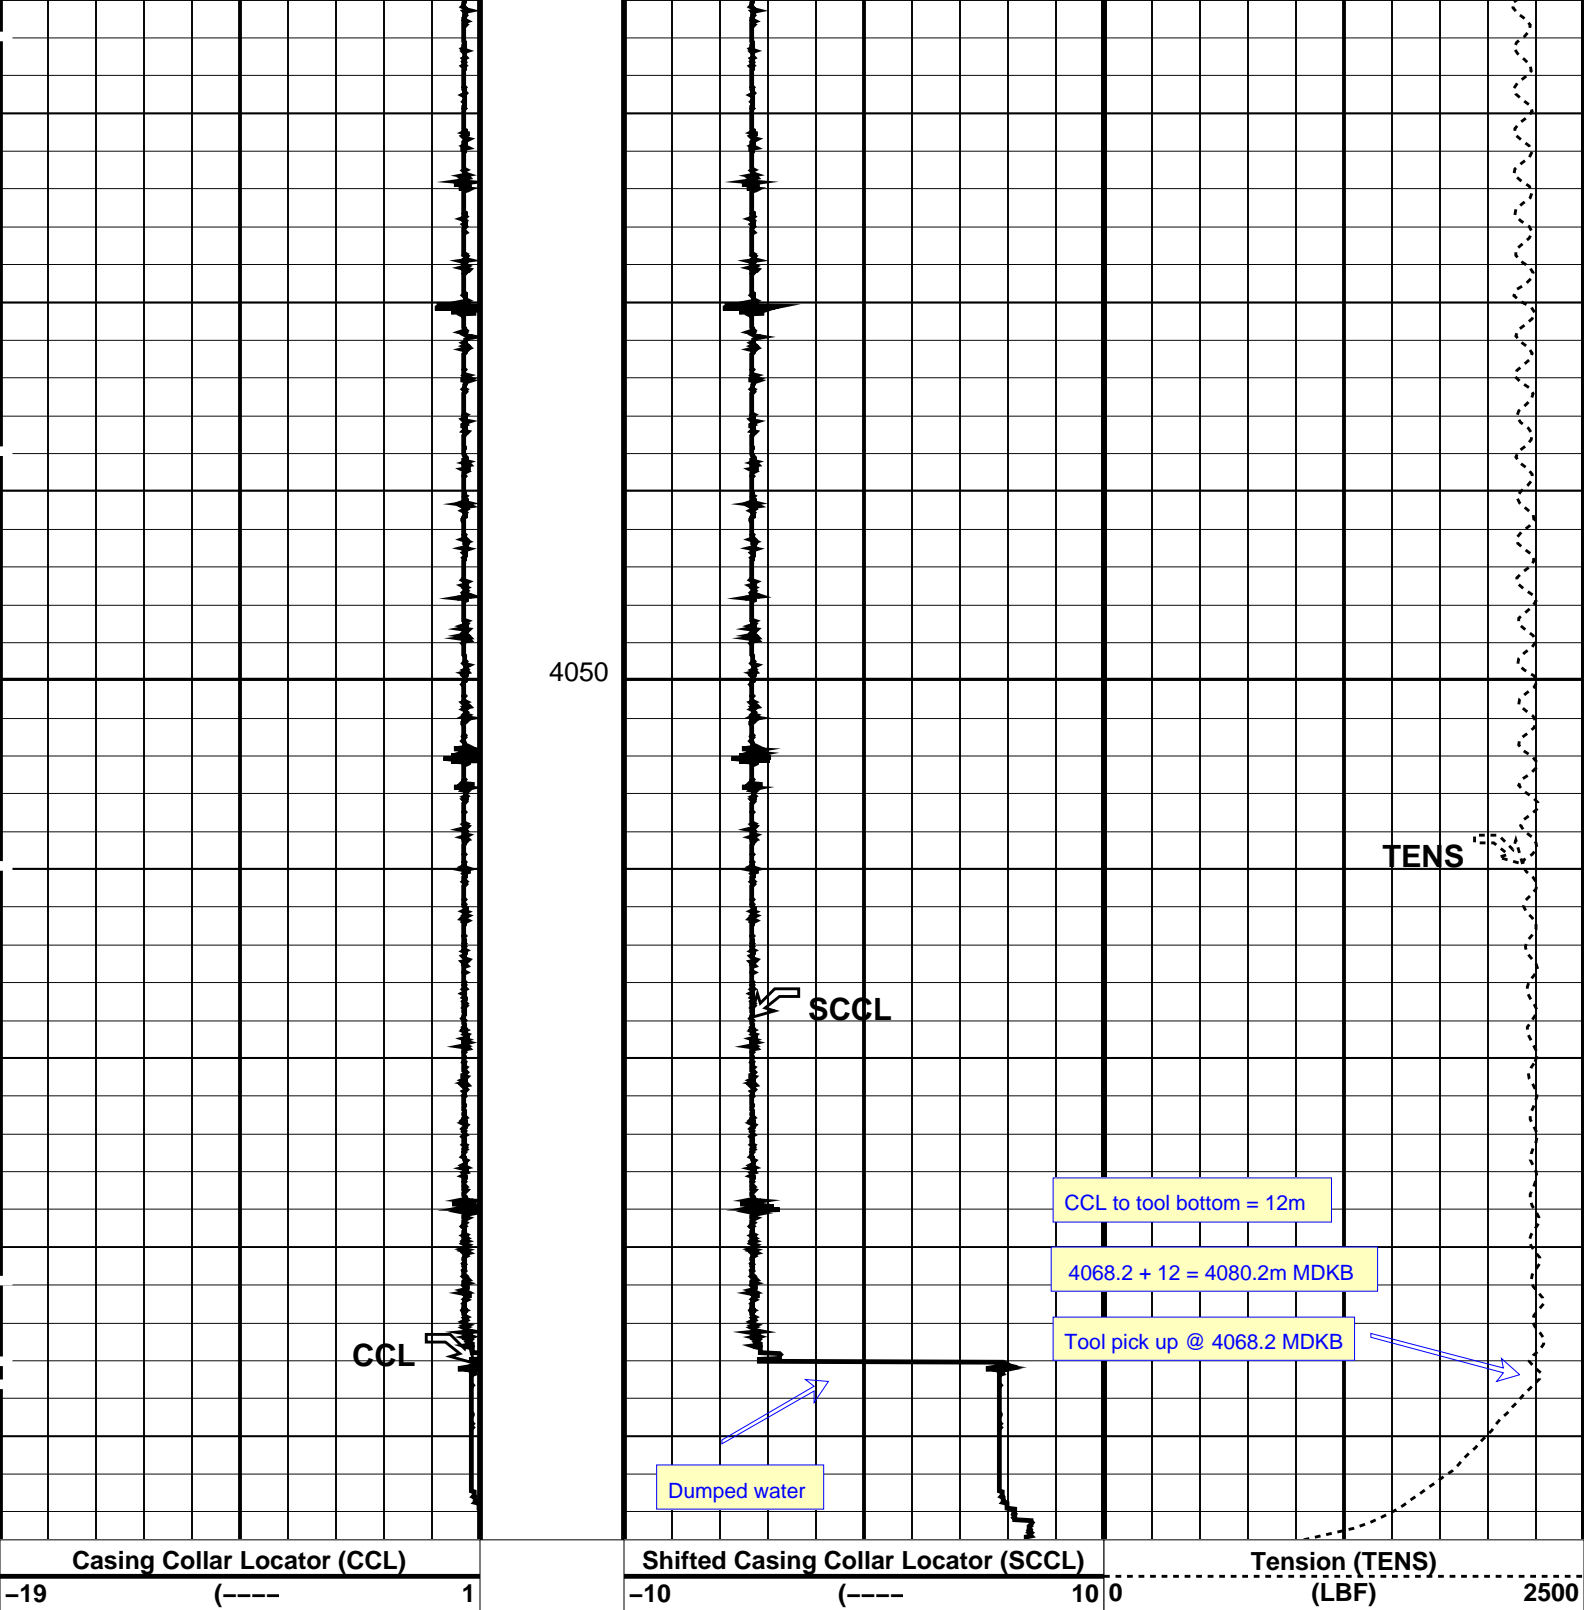 4050
TENS
SCCL
CCL to tool bottom = 12m
4068.2 + 12 = 4080.2m MDKB
Tool pick up @ 4068.2 MDKB
CCL
Dumped water
Casing Collar Locator (CCL)
−19 (−−−− 1
Shifted Casing Collar Locator (SCCL)
−10 (−−−− 10
Tension (TENS)
0 (LBF) 2500